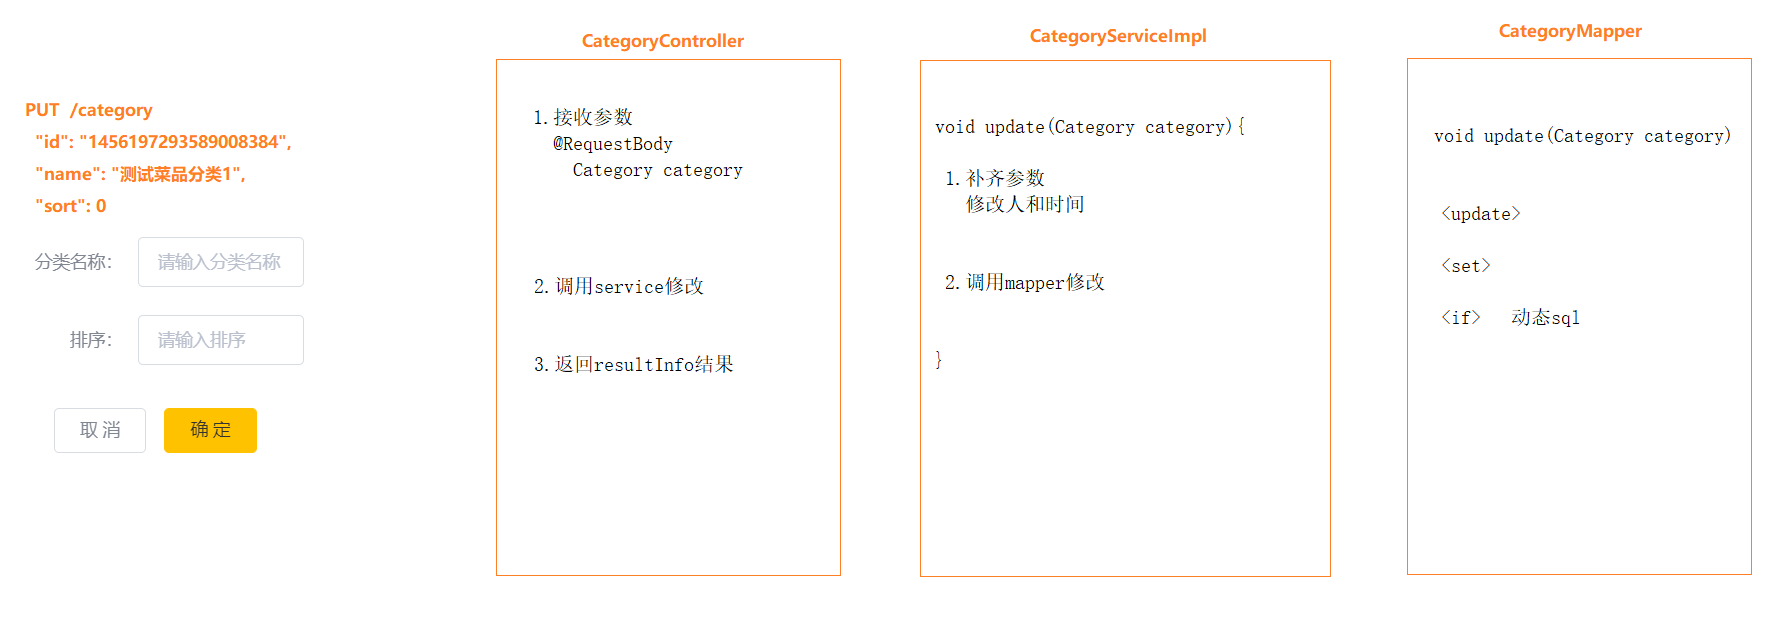 PUT /category
"id": "1456197293589008384",
"name": "测试菜品分类1",
"sort": 0
分类名称:
请输入分类名称
排序:
请输入排序
取 消
确 定
CategoryController
1.接收参数
@RequestBody
Category category
2.调用service修改
3.返回resultInfo结果
CategoryServiceImpl
void update(Category category){
1.补齐参数
修改人和时间
2.调用mapper修改
}
CategoryMapper
void update(Category category)
<update>
<set>
<if> 动态sql